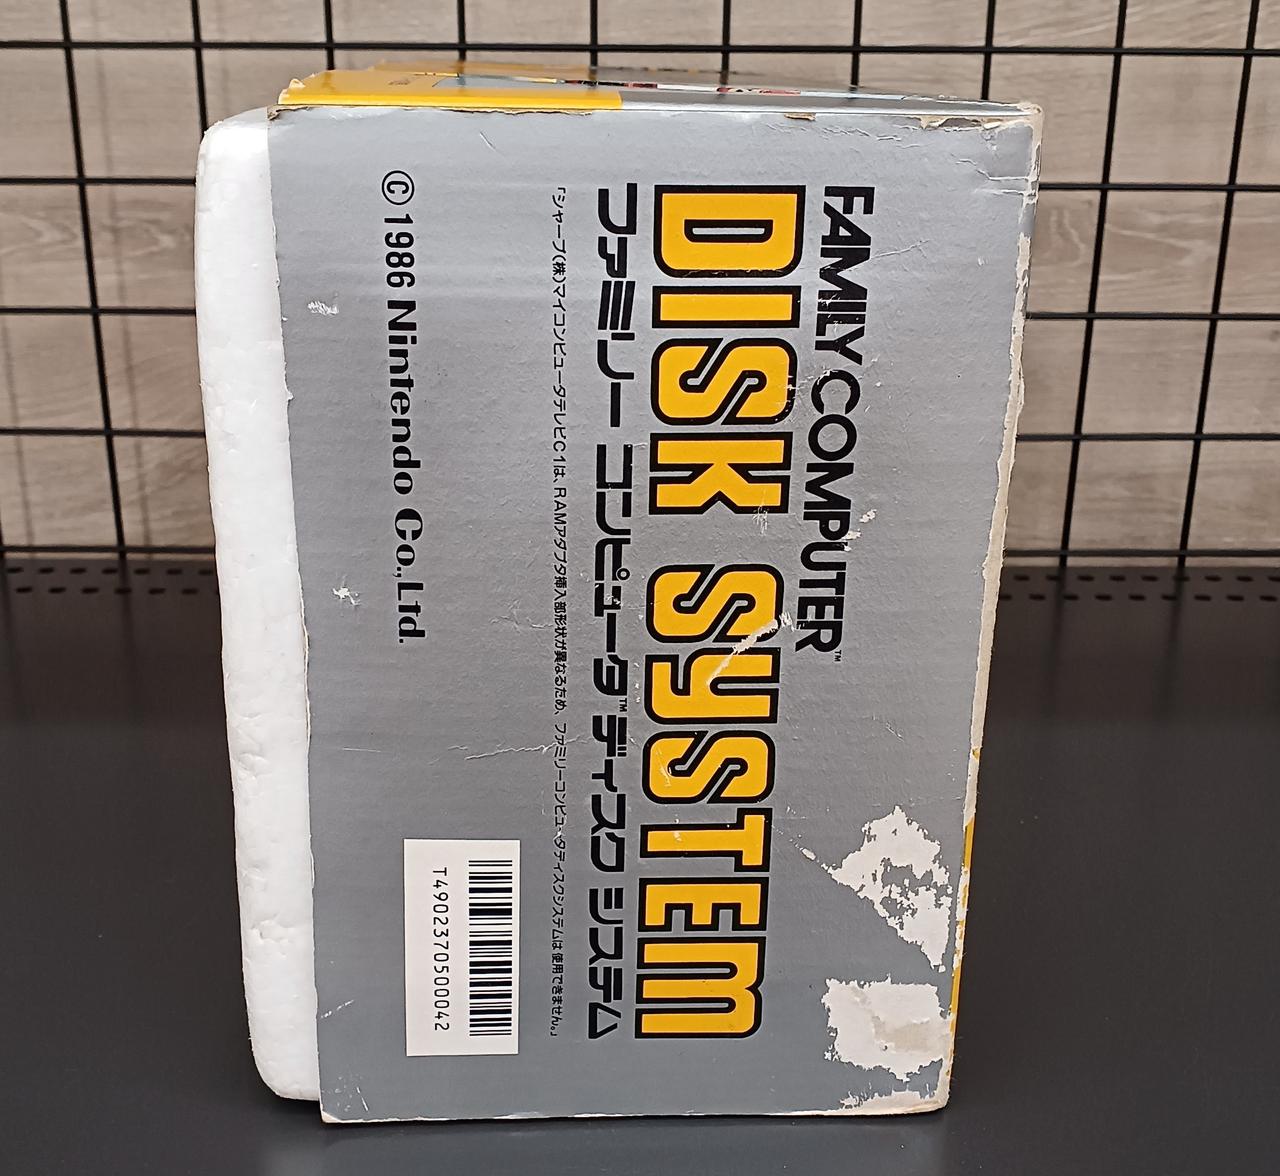 FAMILY COMPUTER™
DISK SYSTEM
ファミリー コンピュータ™ ディスク システム
「シャープ(株)マイコンピュータテレビC1は、RAMアダプタ挿入部形状が異なるため、ファミリーコンピュータディスクシステムは使用できません。」
© 1986 Nintendo Co.,Ltd.
T4902370500042